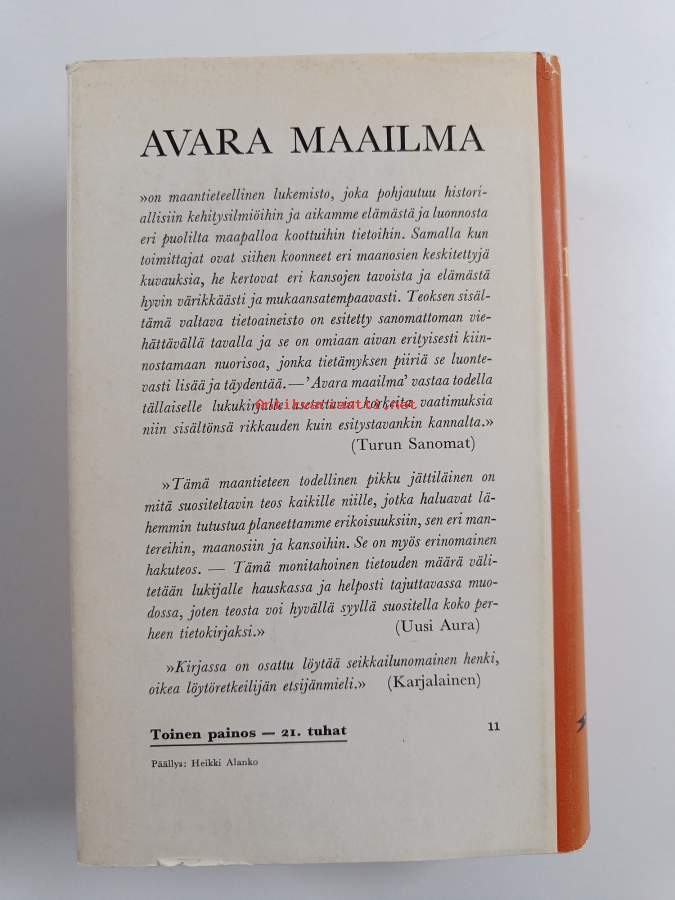 AVARA MAAILMA
»on maantieteellinen lukemisto, joka pohjautuu histori-
allisiin kehitysilmiöihin ja aikamme elämästä ja luonnosta
eri puolilta maapalloa koottuihin tietoihin. Samalla kun
toimittajat ovat siihen koonneet eri maanosien keskitettyjä
kuvauksia, he kertovat eri kansojen tavoista ja elämästä
hyvin värikkäästi ja mukaansatempaavasti. Teoksen sisäl-
tämä valtava tietoaineisto on esitetty sanomattoman vie-
hättävällä tavalla ja se on omiaan aivan erityisesti kiin-
nostamaan nuorisoa, jonka tietämyksen piiriä se luonte-
vasti lisää ja täydentää. — 'Avara maailma' vastaa todella
tällaiselle lukukirjalle asetettuja korkeita vaatimuksia
niin sisältönsä rikkauden kuin esitystavankin kannalta.»
(Turun Sanomat)
»Tämä maantieteen todellinen pikku jättiläinen on
mitä suositeltavin teos kaikille niille, jotka haluavat lä-
hemmin tutustua planeettamme erikoisuuksiin, sen eri man-
tereihin, maanosiin ja kansoihin. Se on myös erinomainen
hakuteos. — Tämä monitahoinen tietouden määrä väli-
tetään lukijalle hauskassa ja helposti tajuttavassa muo-
dossa, joten teosta voi hyvällä syyllä suositella koko per-
heen tietokirjaksi.» (Uusi Aura)
»Kirjassa on osattu löytää seikkailunomainen henki,
oikea löytöretkeilijän etsijänmieli.» (Karjalainen)
Toinen painos — 21. tuhat 11
Päällys: Heikki Alanko